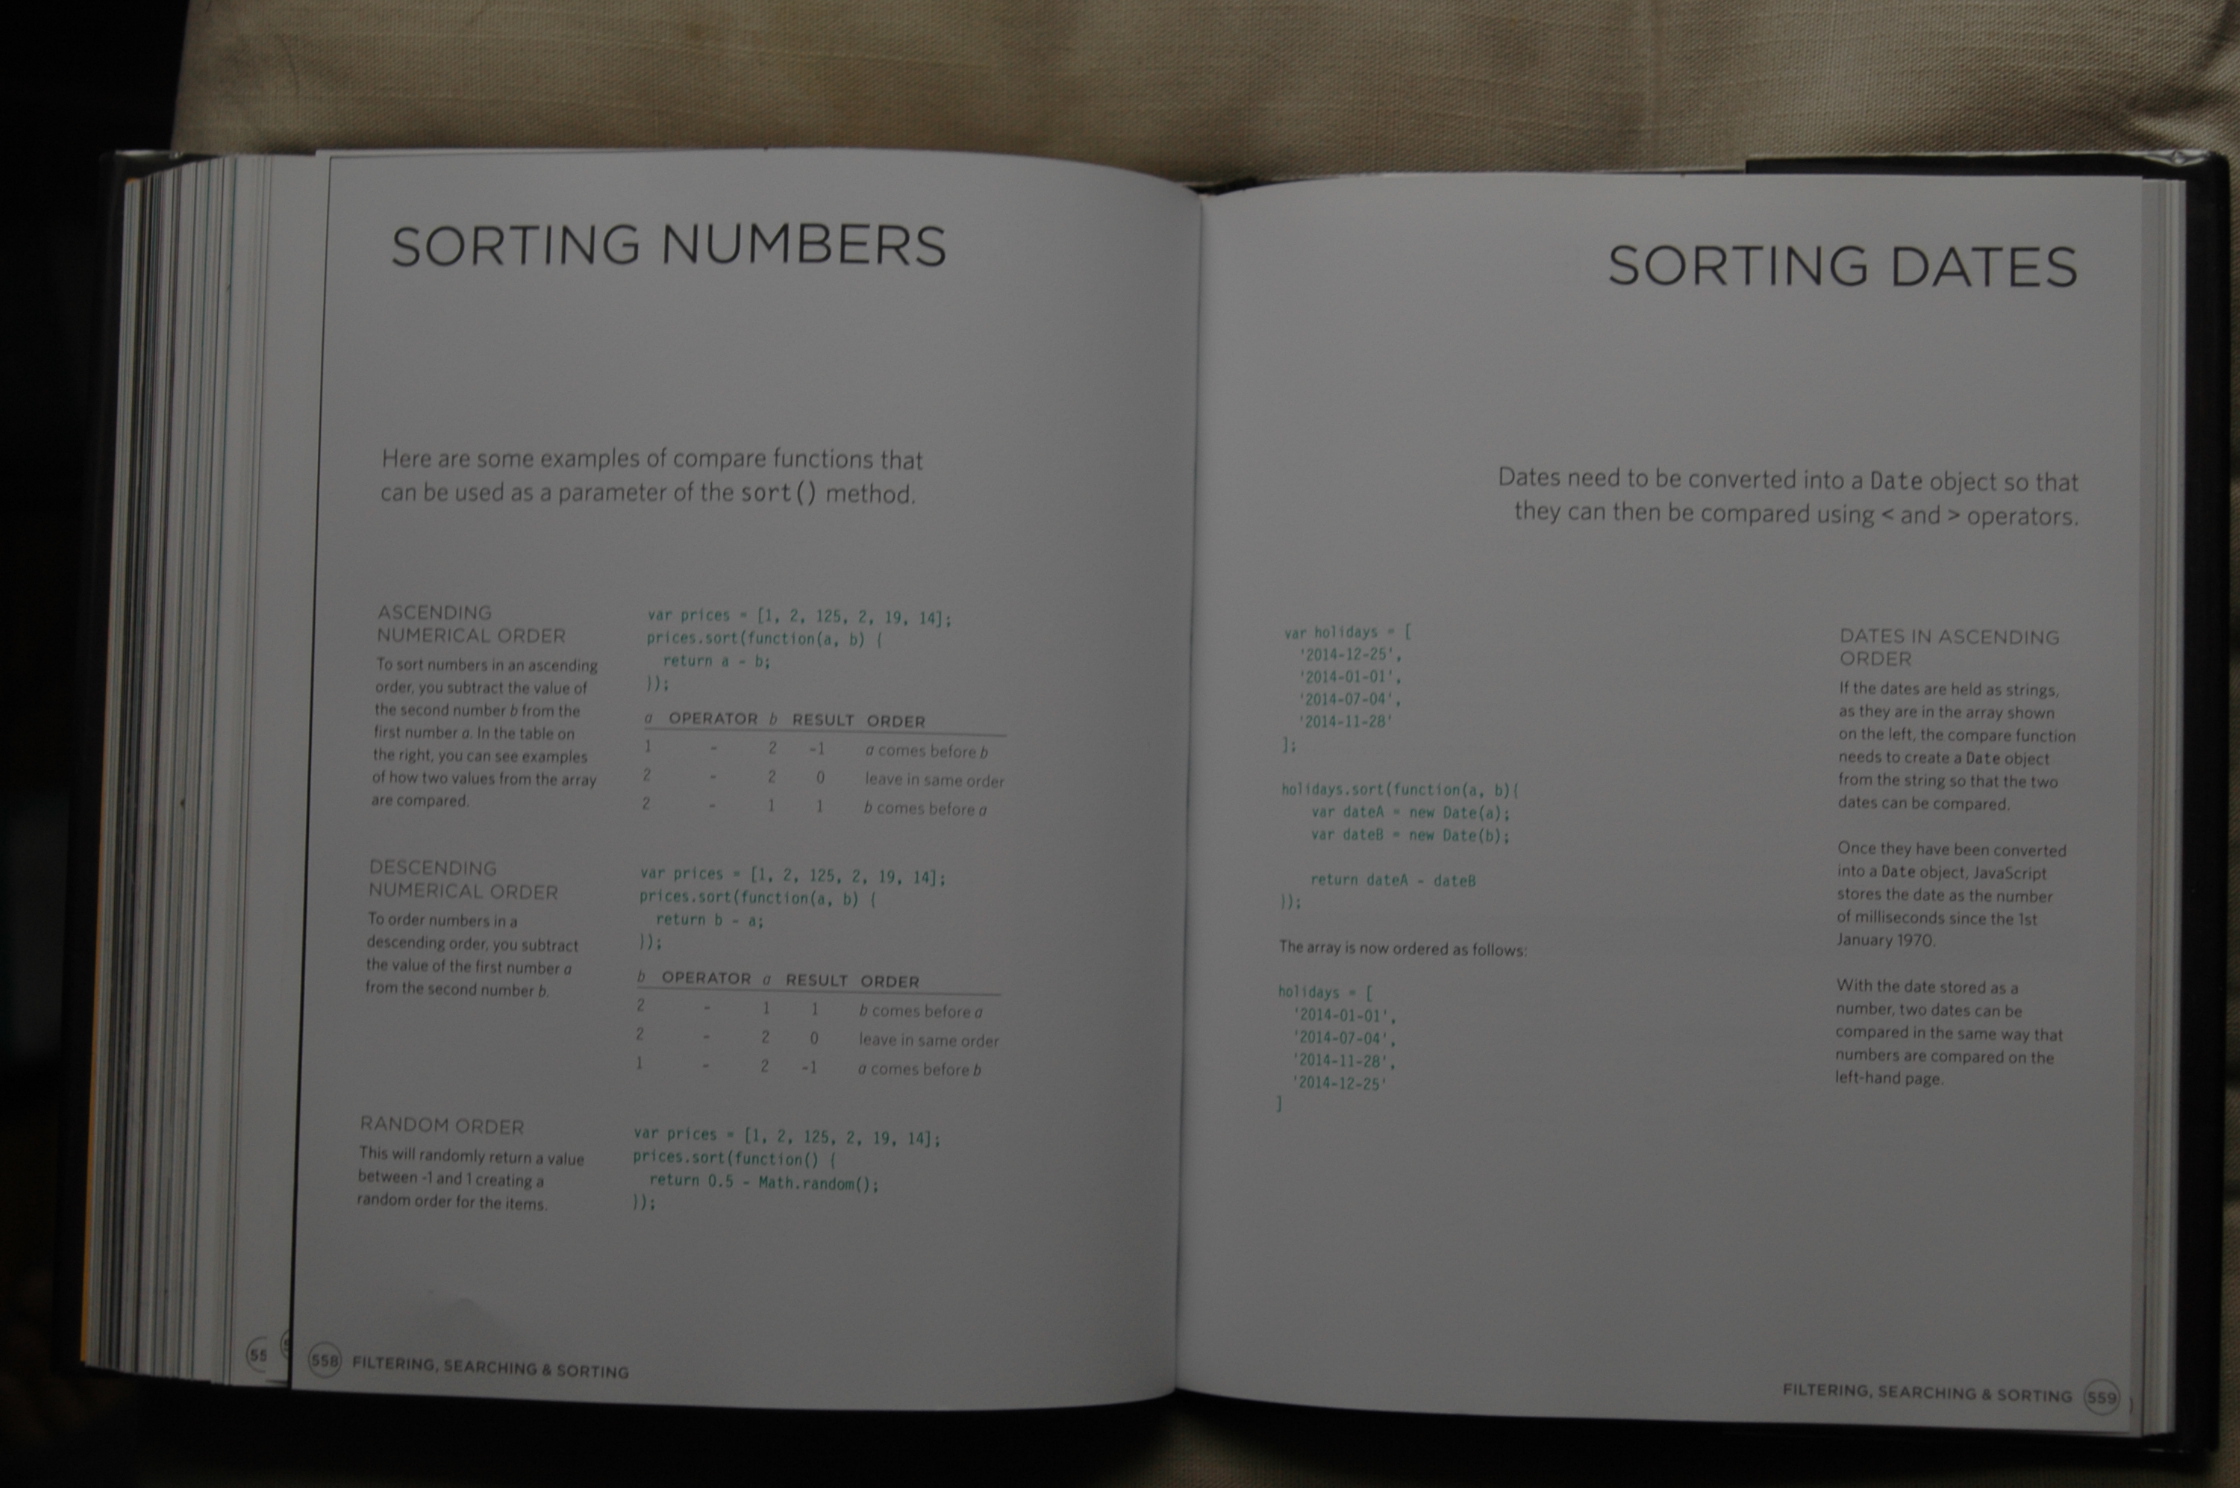 SORTING NUMBERS
Here are some examples of compare functions that
can be used as a parameter of the sort() method.
ASCENDING
NUMERICAL ORDER
To sort numbers in an ascending
order, you subtract the value of
the second number b from the
first number a. In the table on
the right, you can see examples
of how two values from the array
are compared.
var prices = [1, 2, 125, 2, 19, 14];
prices.sort(function(a, b) {
return a - b;
});
a OPERATOR b RESULT ORDER
1 - 2 -1 a comes before b
2 - 2 0 leave in same order
2 - 1 1 b comes before a
DESCENDING
NUMERICAL ORDER
To order numbers in a
descending order, you subtract
the value of the first number a
from the second number b.
var prices = [1, 2, 125, 2, 19, 14];
prices.sort(function(a, b) {
return b - a;
});
b OPERATOR a RESULT ORDER
2 - 1 1 b comes before a
2 - 2 0 leave in same order
1 - 2 -1 a comes before b
RANDOM ORDER
This will randomly return a value
between -1 and 1 creating a
random order for the items.
var prices = [1, 2, 125, 2, 19, 14];
prices.sort(function() {
return 0.5 - Math.random();
});
55
558 FILTERING, SEARCHING & SORTING
SORTING DATES
Dates need to be converted into a Date object so that
they can then be compared using < and > operators.
var holidays = [
'2014-12-25',
'2014-01-01',
'2014-07-04',
'2014-11-28'
];
holidays.sort(function(a, b){
var dateA = new Date(a);
var dateB = new Date(b);
return dateA - dateB
});
The array is now ordered as follows:
holidays = [
'2014-01-01',
'2014-07-04',
'2014-11-28',
'2014-12-25'
]
DATES IN ASCENDING
ORDER
If the dates are held as strings,
as they are in the array shown
on the left, the compare function
needs to create a Date object
from the string so that the two
dates can be compared.
Once they have been converted
into a Date object, JavaScript
stores the date as the number
of milliseconds since the 1st
January 1970.
With the date stored as a
number, two dates can be
compared in the same way that
numbers are compared on the
left-hand page.
FILTERING, SEARCHING & SORTING 559